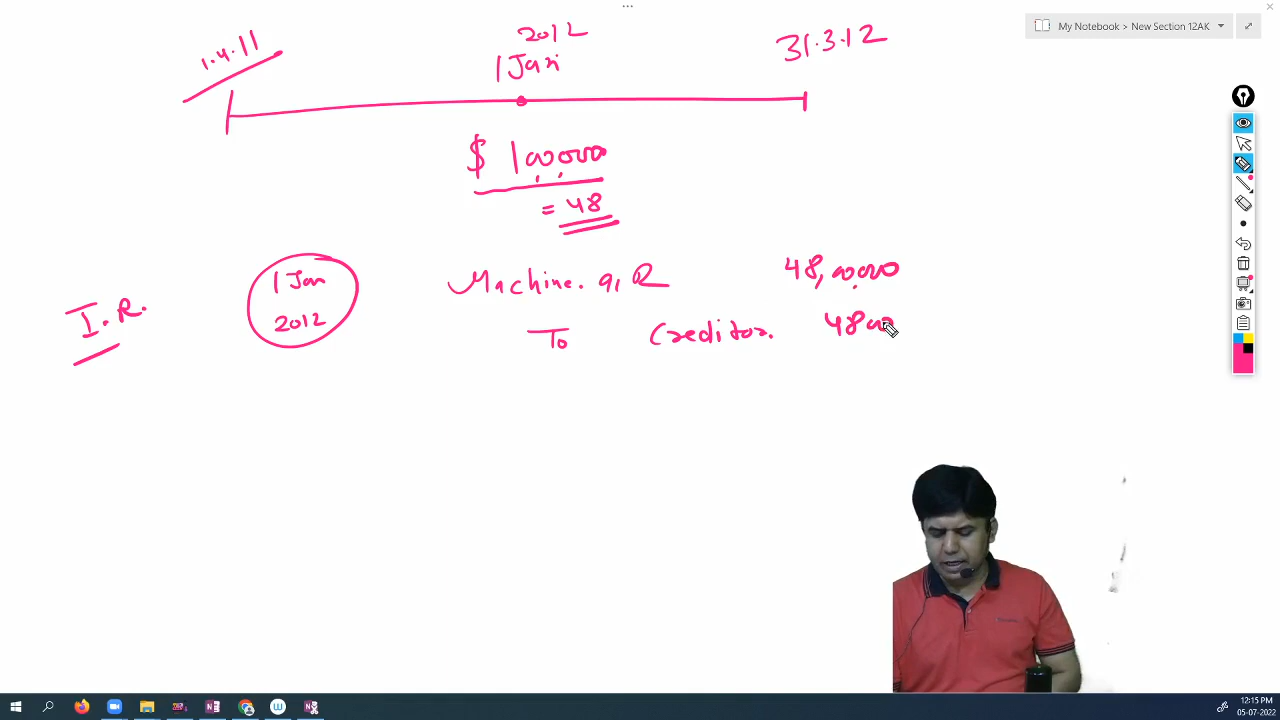 My Notebook > New Section 12AK
1.4.11
2012
1 Jan
31.3.12
$ 1,00,000
= 48
I.R.
1 Jan
2012
Machine. a, R
48,00,000
To
Creditor.
4800
12:15 PM
05-07-2022